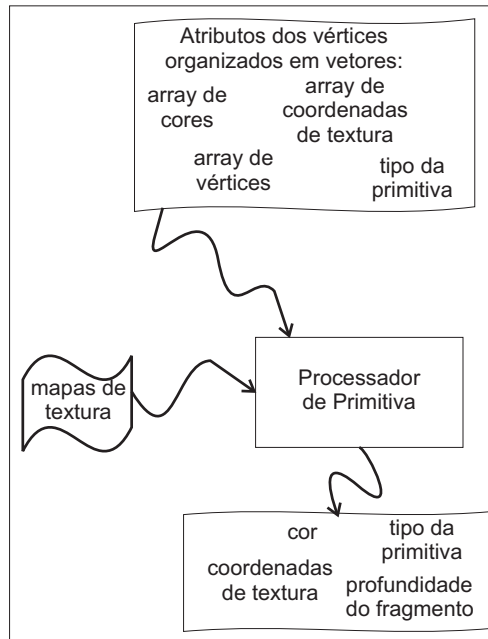 Atributos dos vértices
organizados em vetores:
array de
cores
array de
coordenadas
de textura
array de
vértices
tipo da
primitiva
mapas de
textura
Processador
de Primitiva
cor
tipo da
primitiva
coordenadas
de textura
profundidade
do fragmento